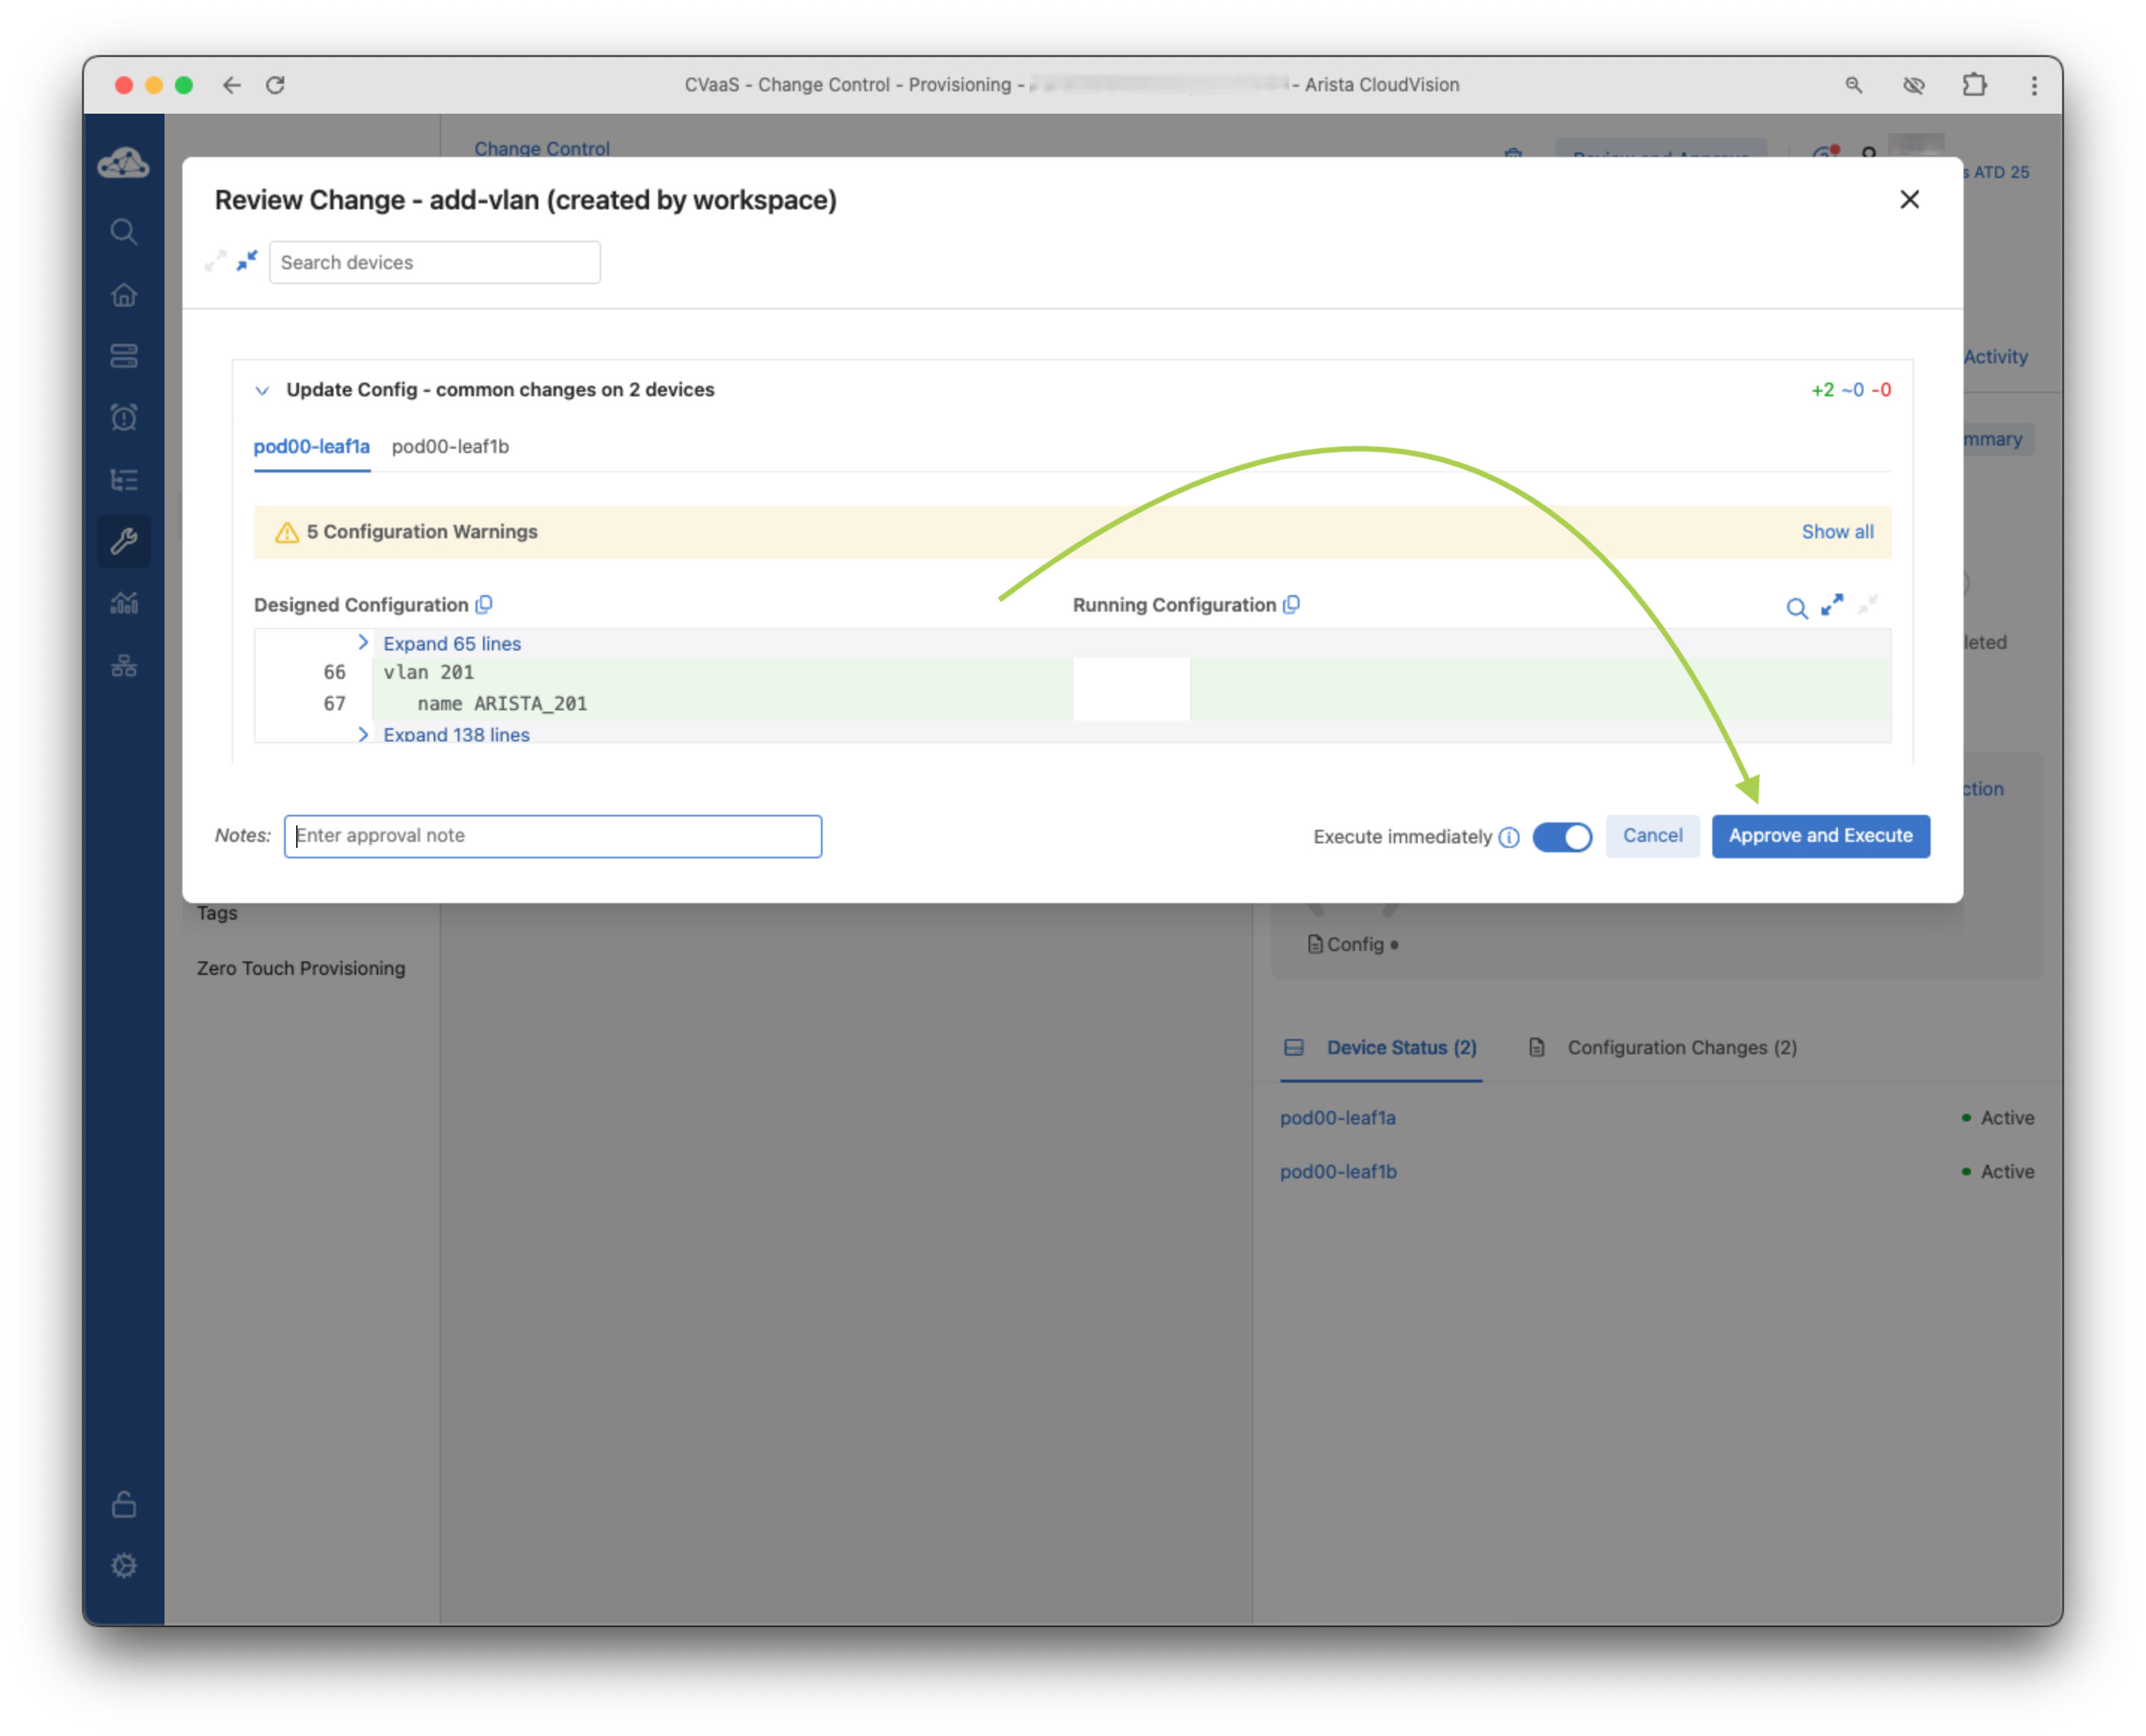 CVaaS - Change Control - Provisioning - - Arista CloudVision
Change Control
s ATD 25
Review Change - add-vlan (created by workspace)
Search devices
Activity
Update Config - common changes on 2 devices
+2 ~0 -0
mmary
pod00-leaf1a pod00-leaf1b
5 Configuration Warnings
Show all
Designed Configuration
Running Configuration
Expand 65 lines
leted
66 vlan 201
67 name ARISTA_201
Expand 138 lines
ction
Notes: Enter approval note
Execute immediately
Cancel
Approve and Execute
Tags
Config
Zero Touch Provisioning
Device Status (2)
Configuration Changes (2)
pod00-leaf1a
Active
pod00-leaf1b
Active